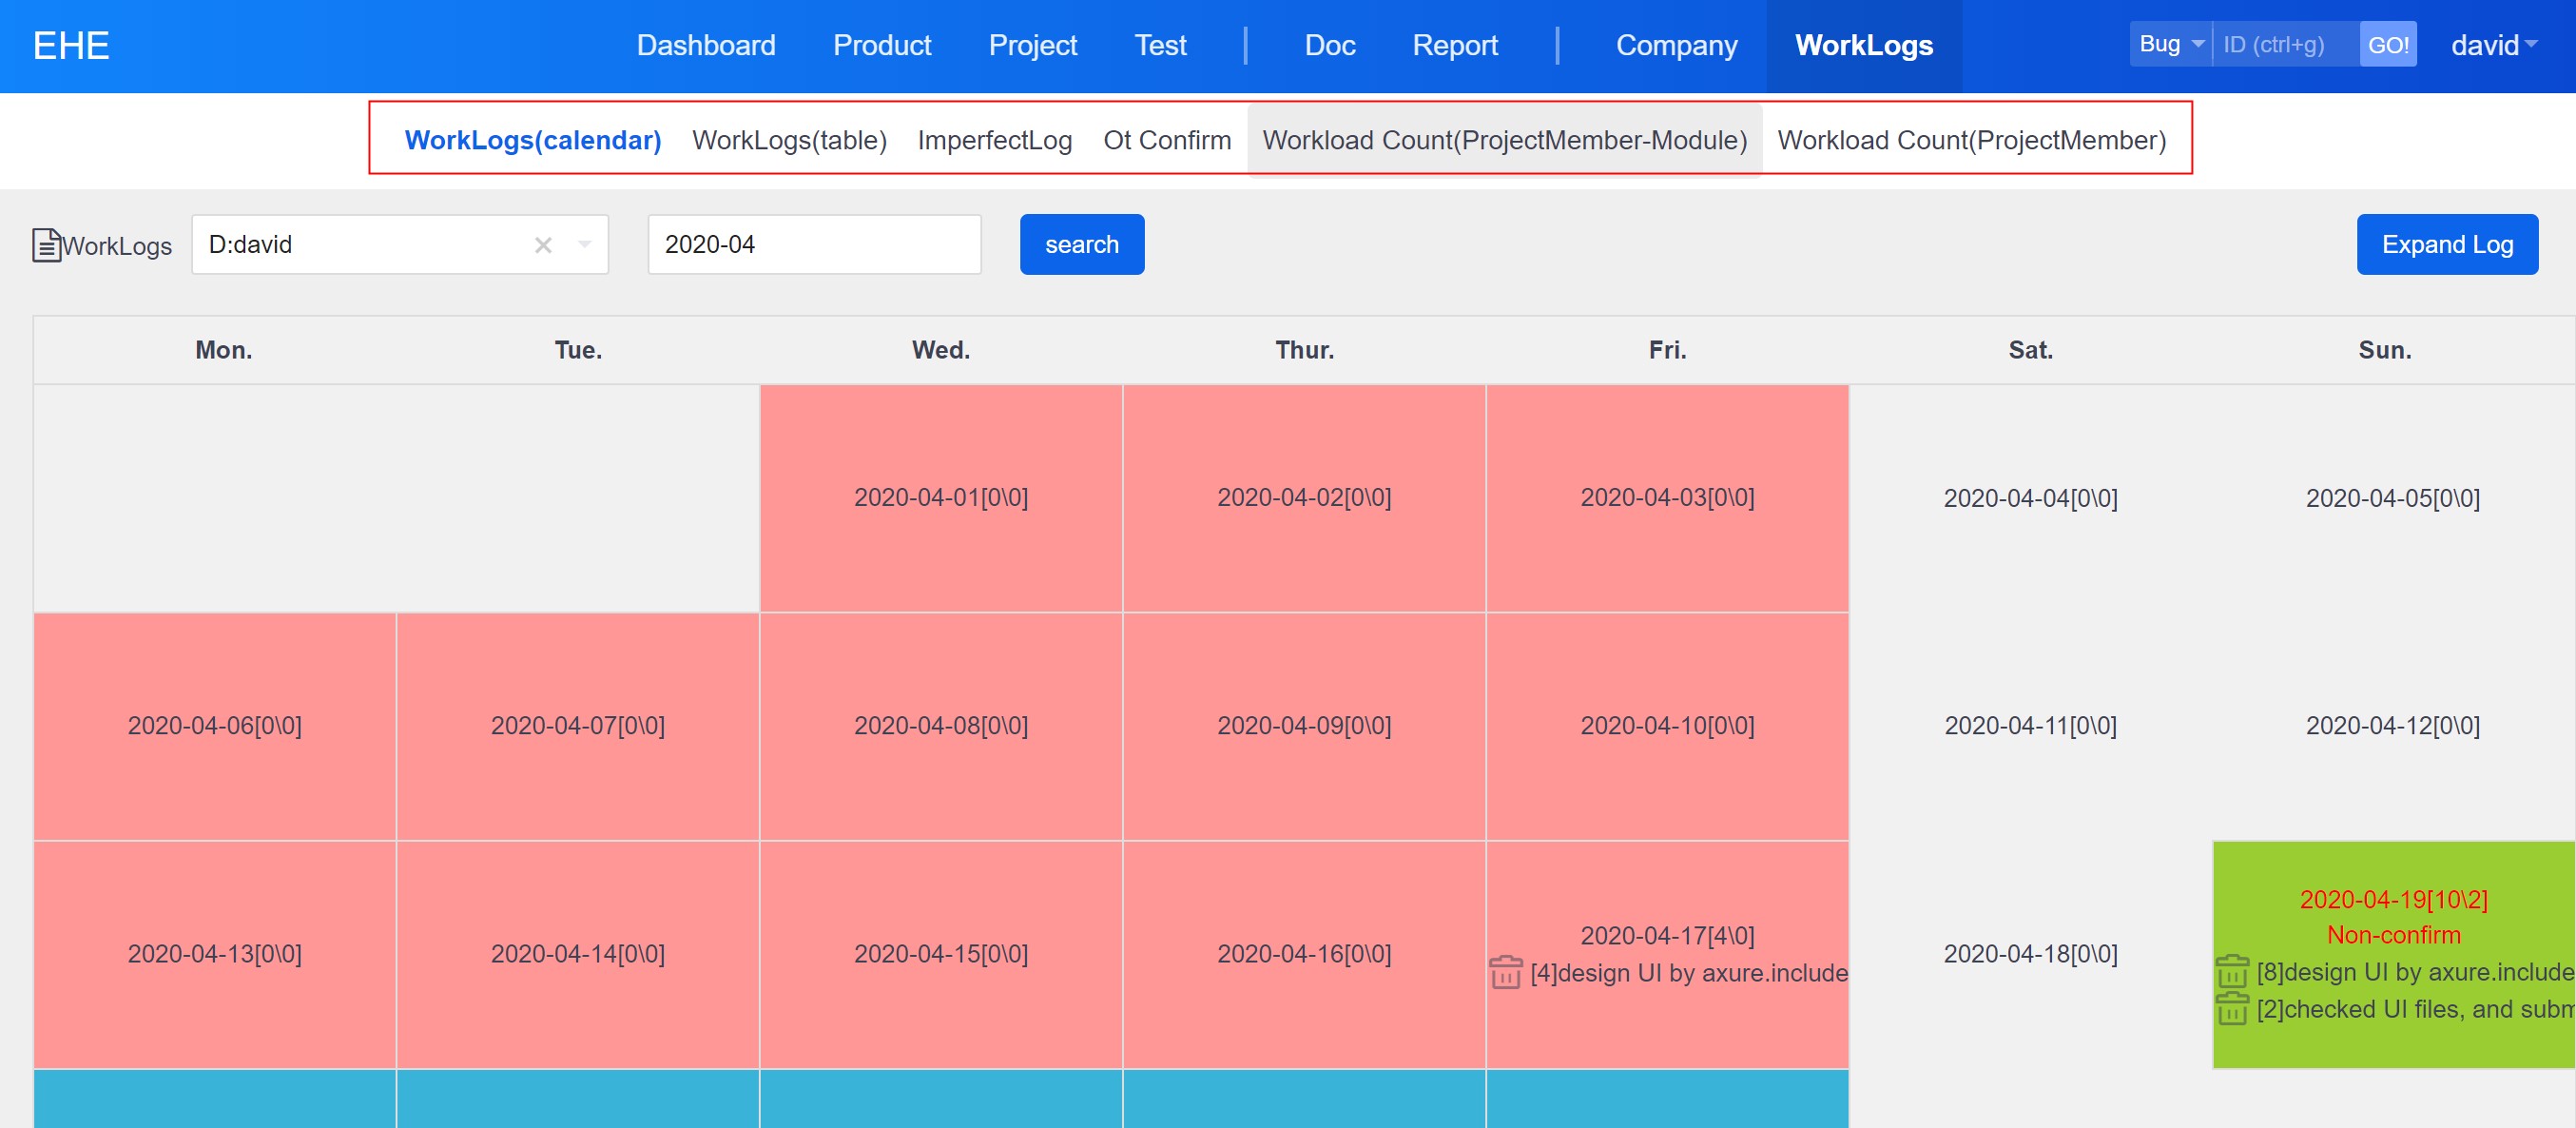 EHE Dashboard Product Project Test Doc Report Company WorkLogs Bug ID (ctrl+g) GO! david
WorkLogs(calendar) WorkLogs(table) ImperfectLog Ot Confirm Workload Count(ProjectMember-Module) Workload Count(ProjectMember)
WorkLogs D:david 2020-04 search Expand Log
Mon. Tue. Wed. Thur. Fri. Sat. Sun.
2020-04-01[0\0] 2020-04-02[0\0] 2020-04-03[0\0] 2020-04-04[0\0] 2020-04-05[0\0]
2020-04-06[0\0] 2020-04-07[0\0] 2020-04-08[0\0] 2020-04-09[0\0] 2020-04-10[0\0] 2020-04-11[0\0] 2020-04-12[0\0]
2020-04-13[0\0] 2020-04-14[0\0] 2020-04-15[0\0] 2020-04-16[0\0]
2020-04-17[4\0]
[4]design UI by axure.include
2020-04-18[0\0]
2020-04-19[10\2]
Non-confirm
[8]design UI by axure.include
[2]checked UI files, and subm